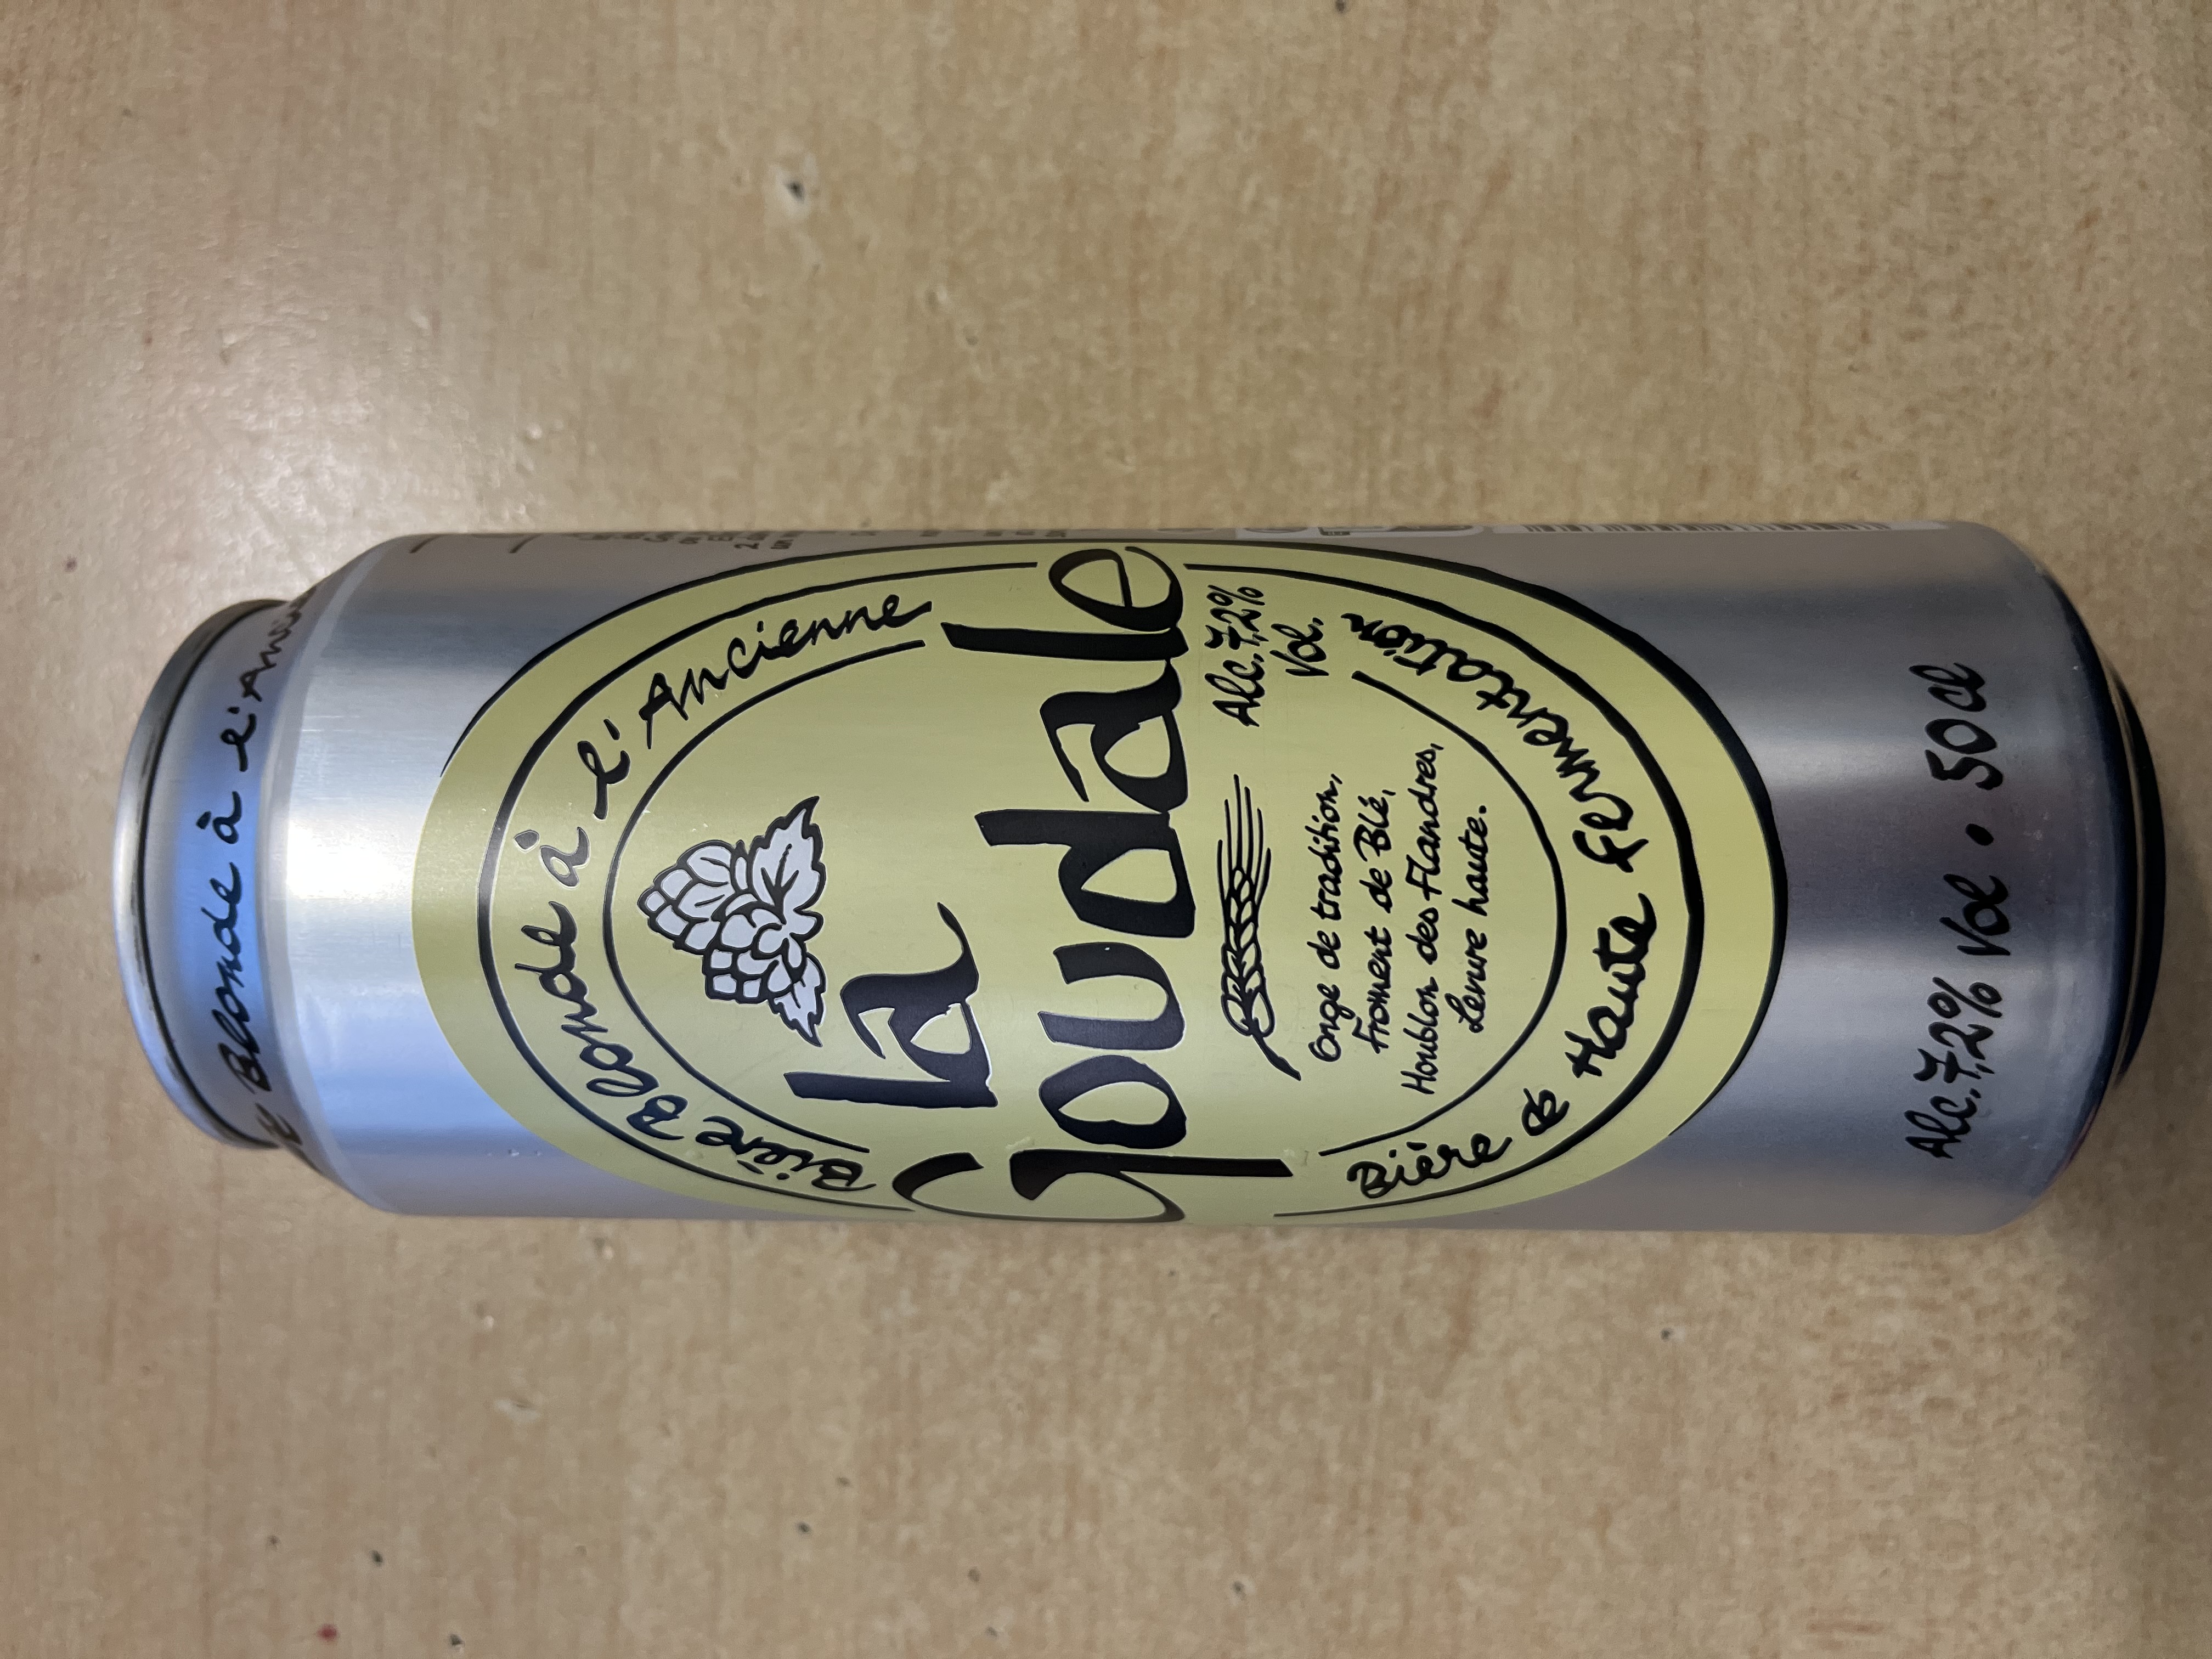 Blonde à l'Ancienne
Bière Blonde à l'Ancienne
la
Goudale
Alc. 7,2%
Vol.
Orge de tradition,
Froment de Blé,
Houblon des Flandres,
Levure haute.
Bière de Haute Fermentation
Alc. 7,2% Vol • 50 cl